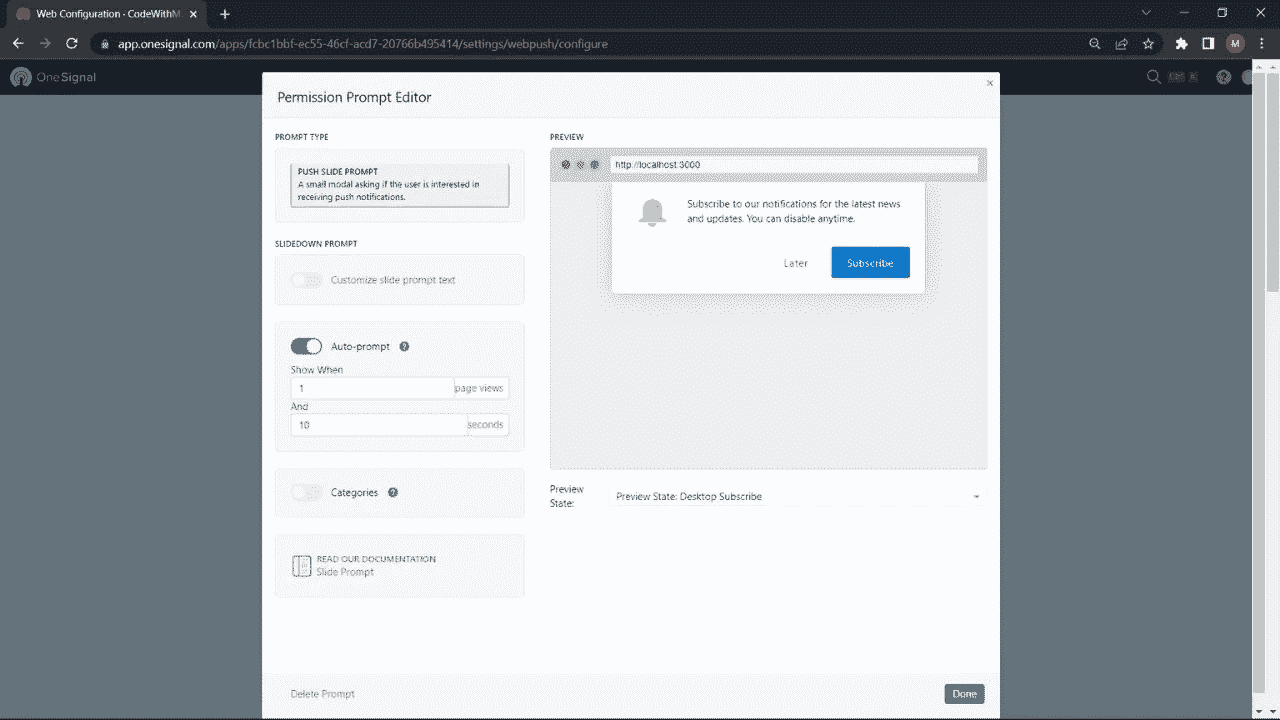 Web Configuration - CodeWithM
app.onesignal.com/apps/fcbc1bbf-ec55-46cf-acd7-20766b495414/settings/webpush/configure
M
OneSignal
Permission Prompt Editor
PROMPT TYPE
PUSH SLIDE PROMPT
A small modal asking if the user is interested in
receiving push notifications.
SLIDEDOWN PROMPT
Customize slide prompt text
Auto-prompt
Show When
1 page views
And
10 seconds
Categories
READ OUR DOCUMENTATION
Slide Prompt
PREVIEW
http://localhost:3000
Subscribe to our notifications for the latest news
and updates. You can disable anytime.
Later Subscribe
Preview
State:
Preview State: Desktop Subscribe
Delete Prompt
Done